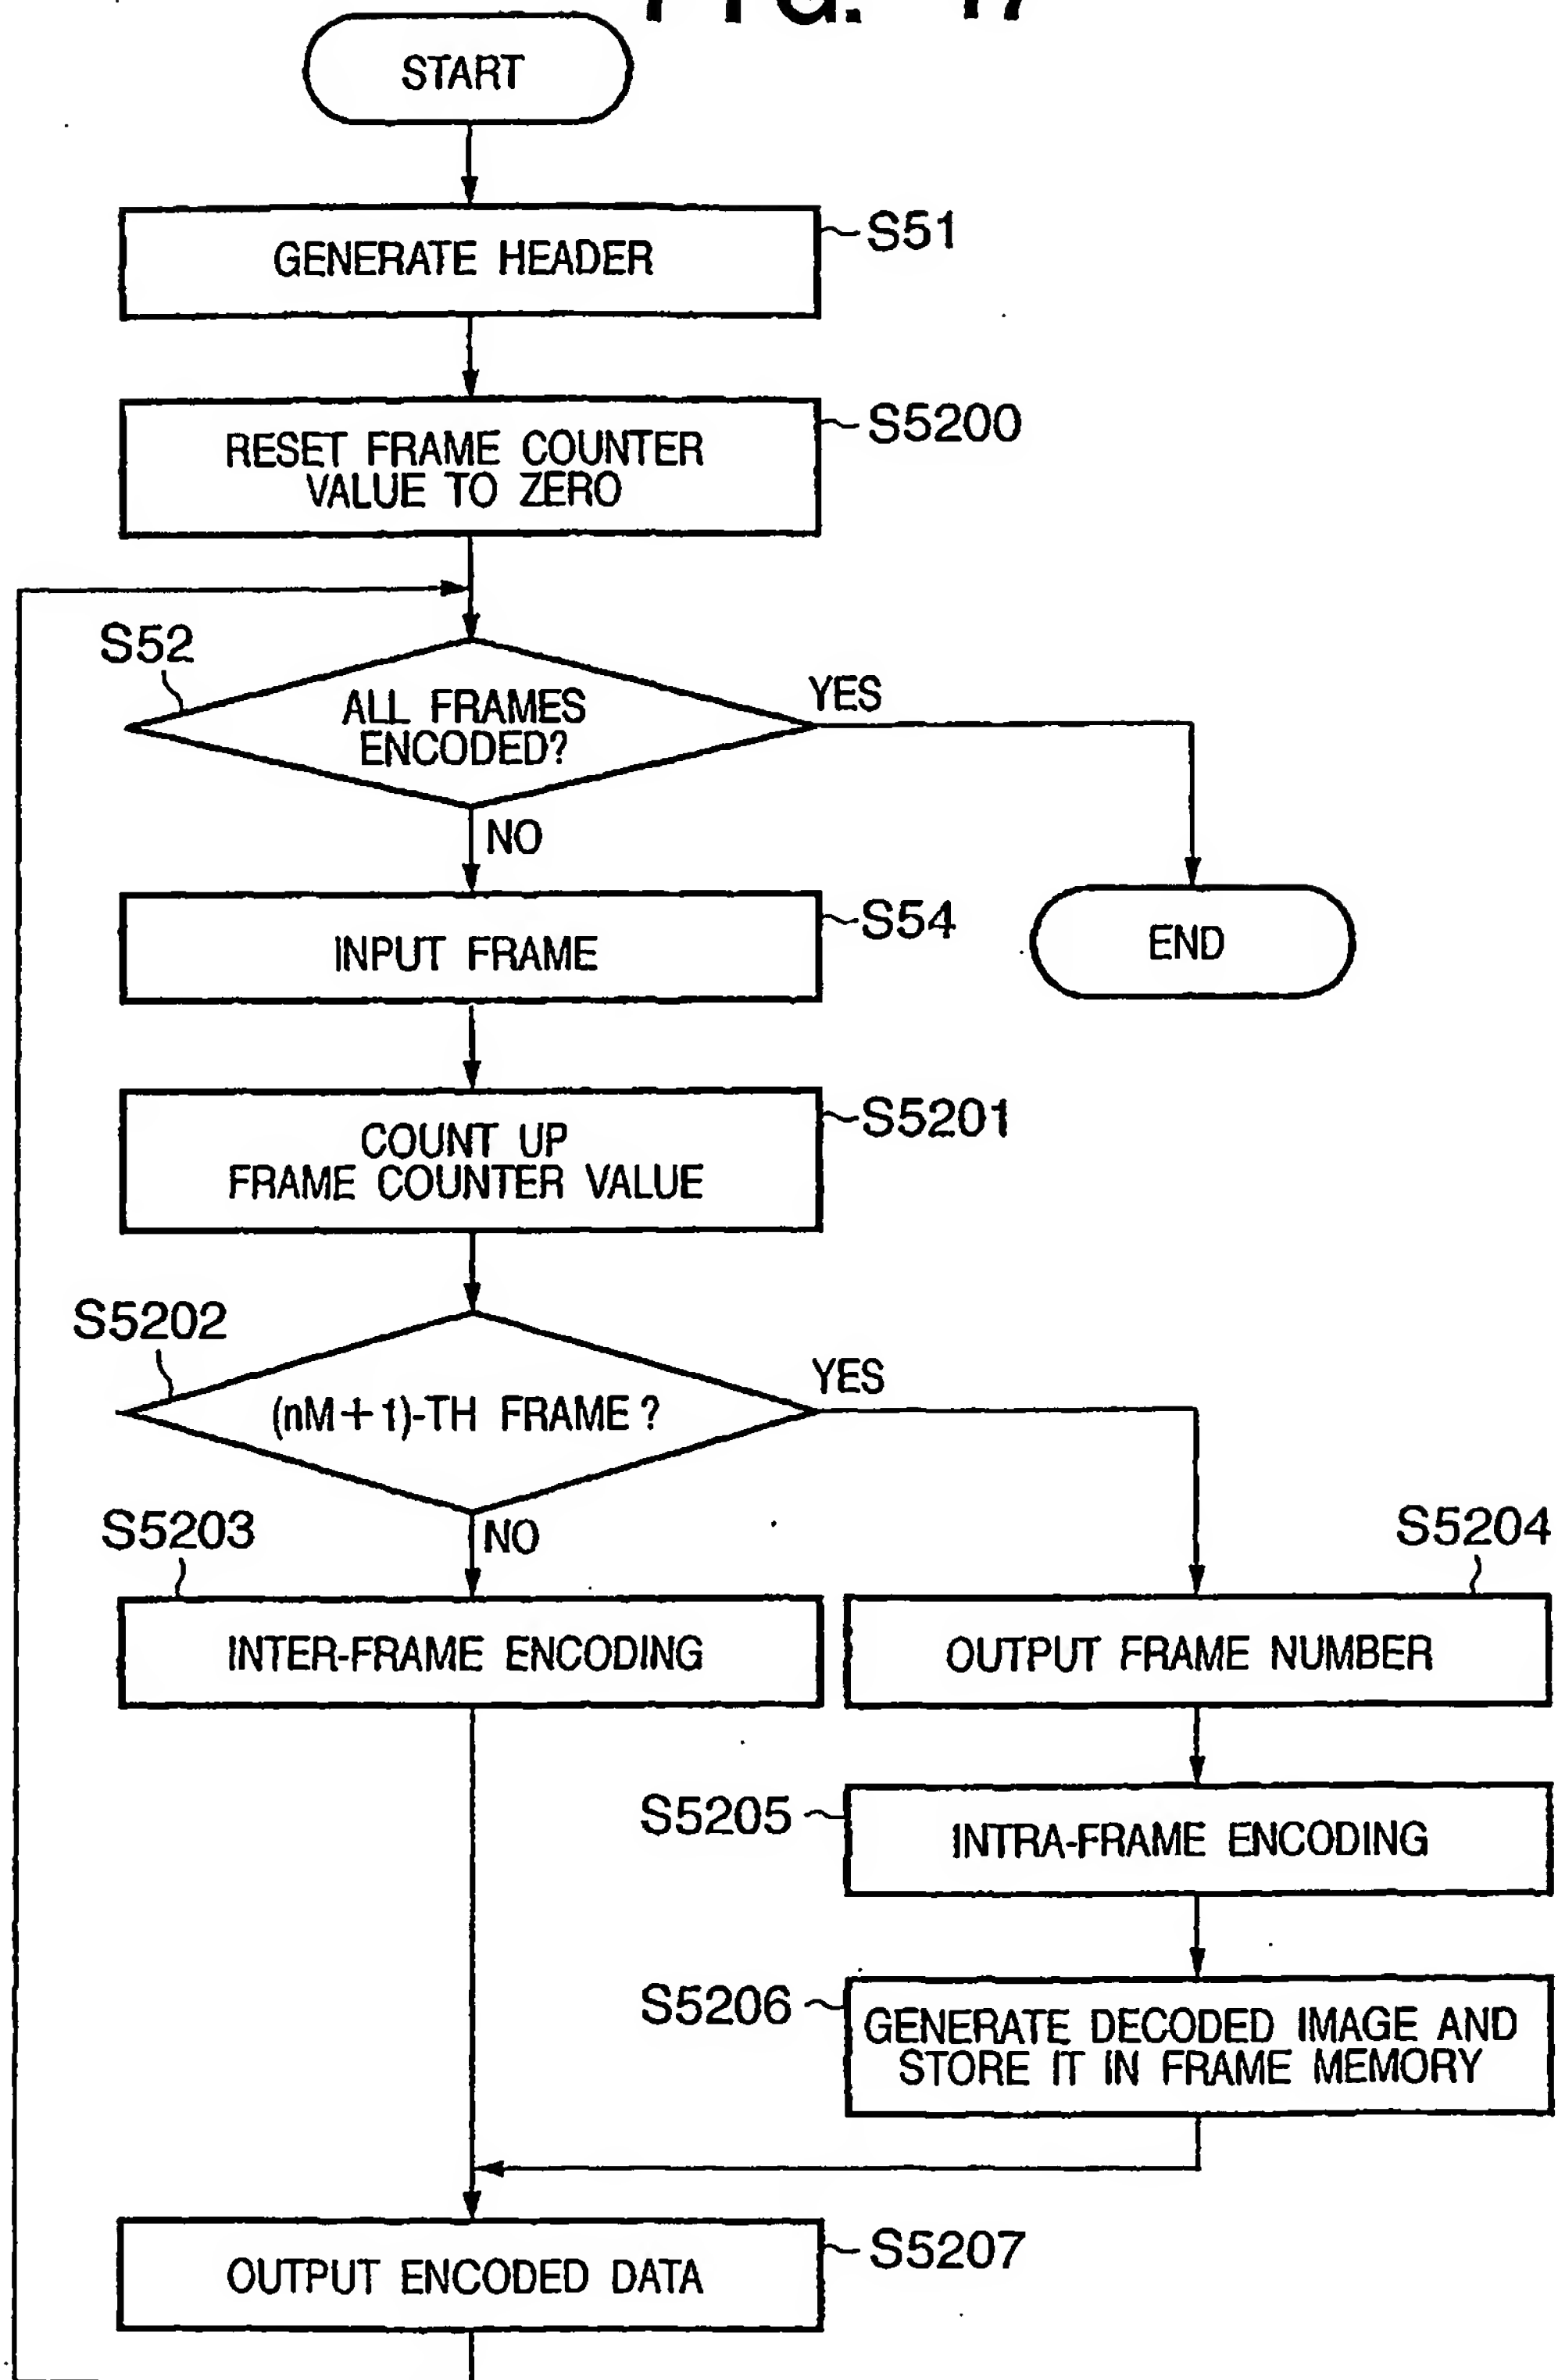 START
GENERATE HEADER
S51
RESET FRAME COUNTER
VALUE TO ZERO
S5200
S52
ALL FRAMES
ENCODED?
YES
NO
INPUT FRAME
S54
END
COUNT UP
FRAME COUNTER VALUE
S5201
S5202
(nM+1)-TH FRAME?
YES
NO
S5203
INTER-FRAME ENCODING
S5204
OUTPUT FRAME NUMBER
S5205
INTRA-FRAME ENCODING
S5206
GENERATE DECODED IMAGE AND
STORE IT IN FRAME MEMORY
OUTPUT ENCODED DATA
S5207